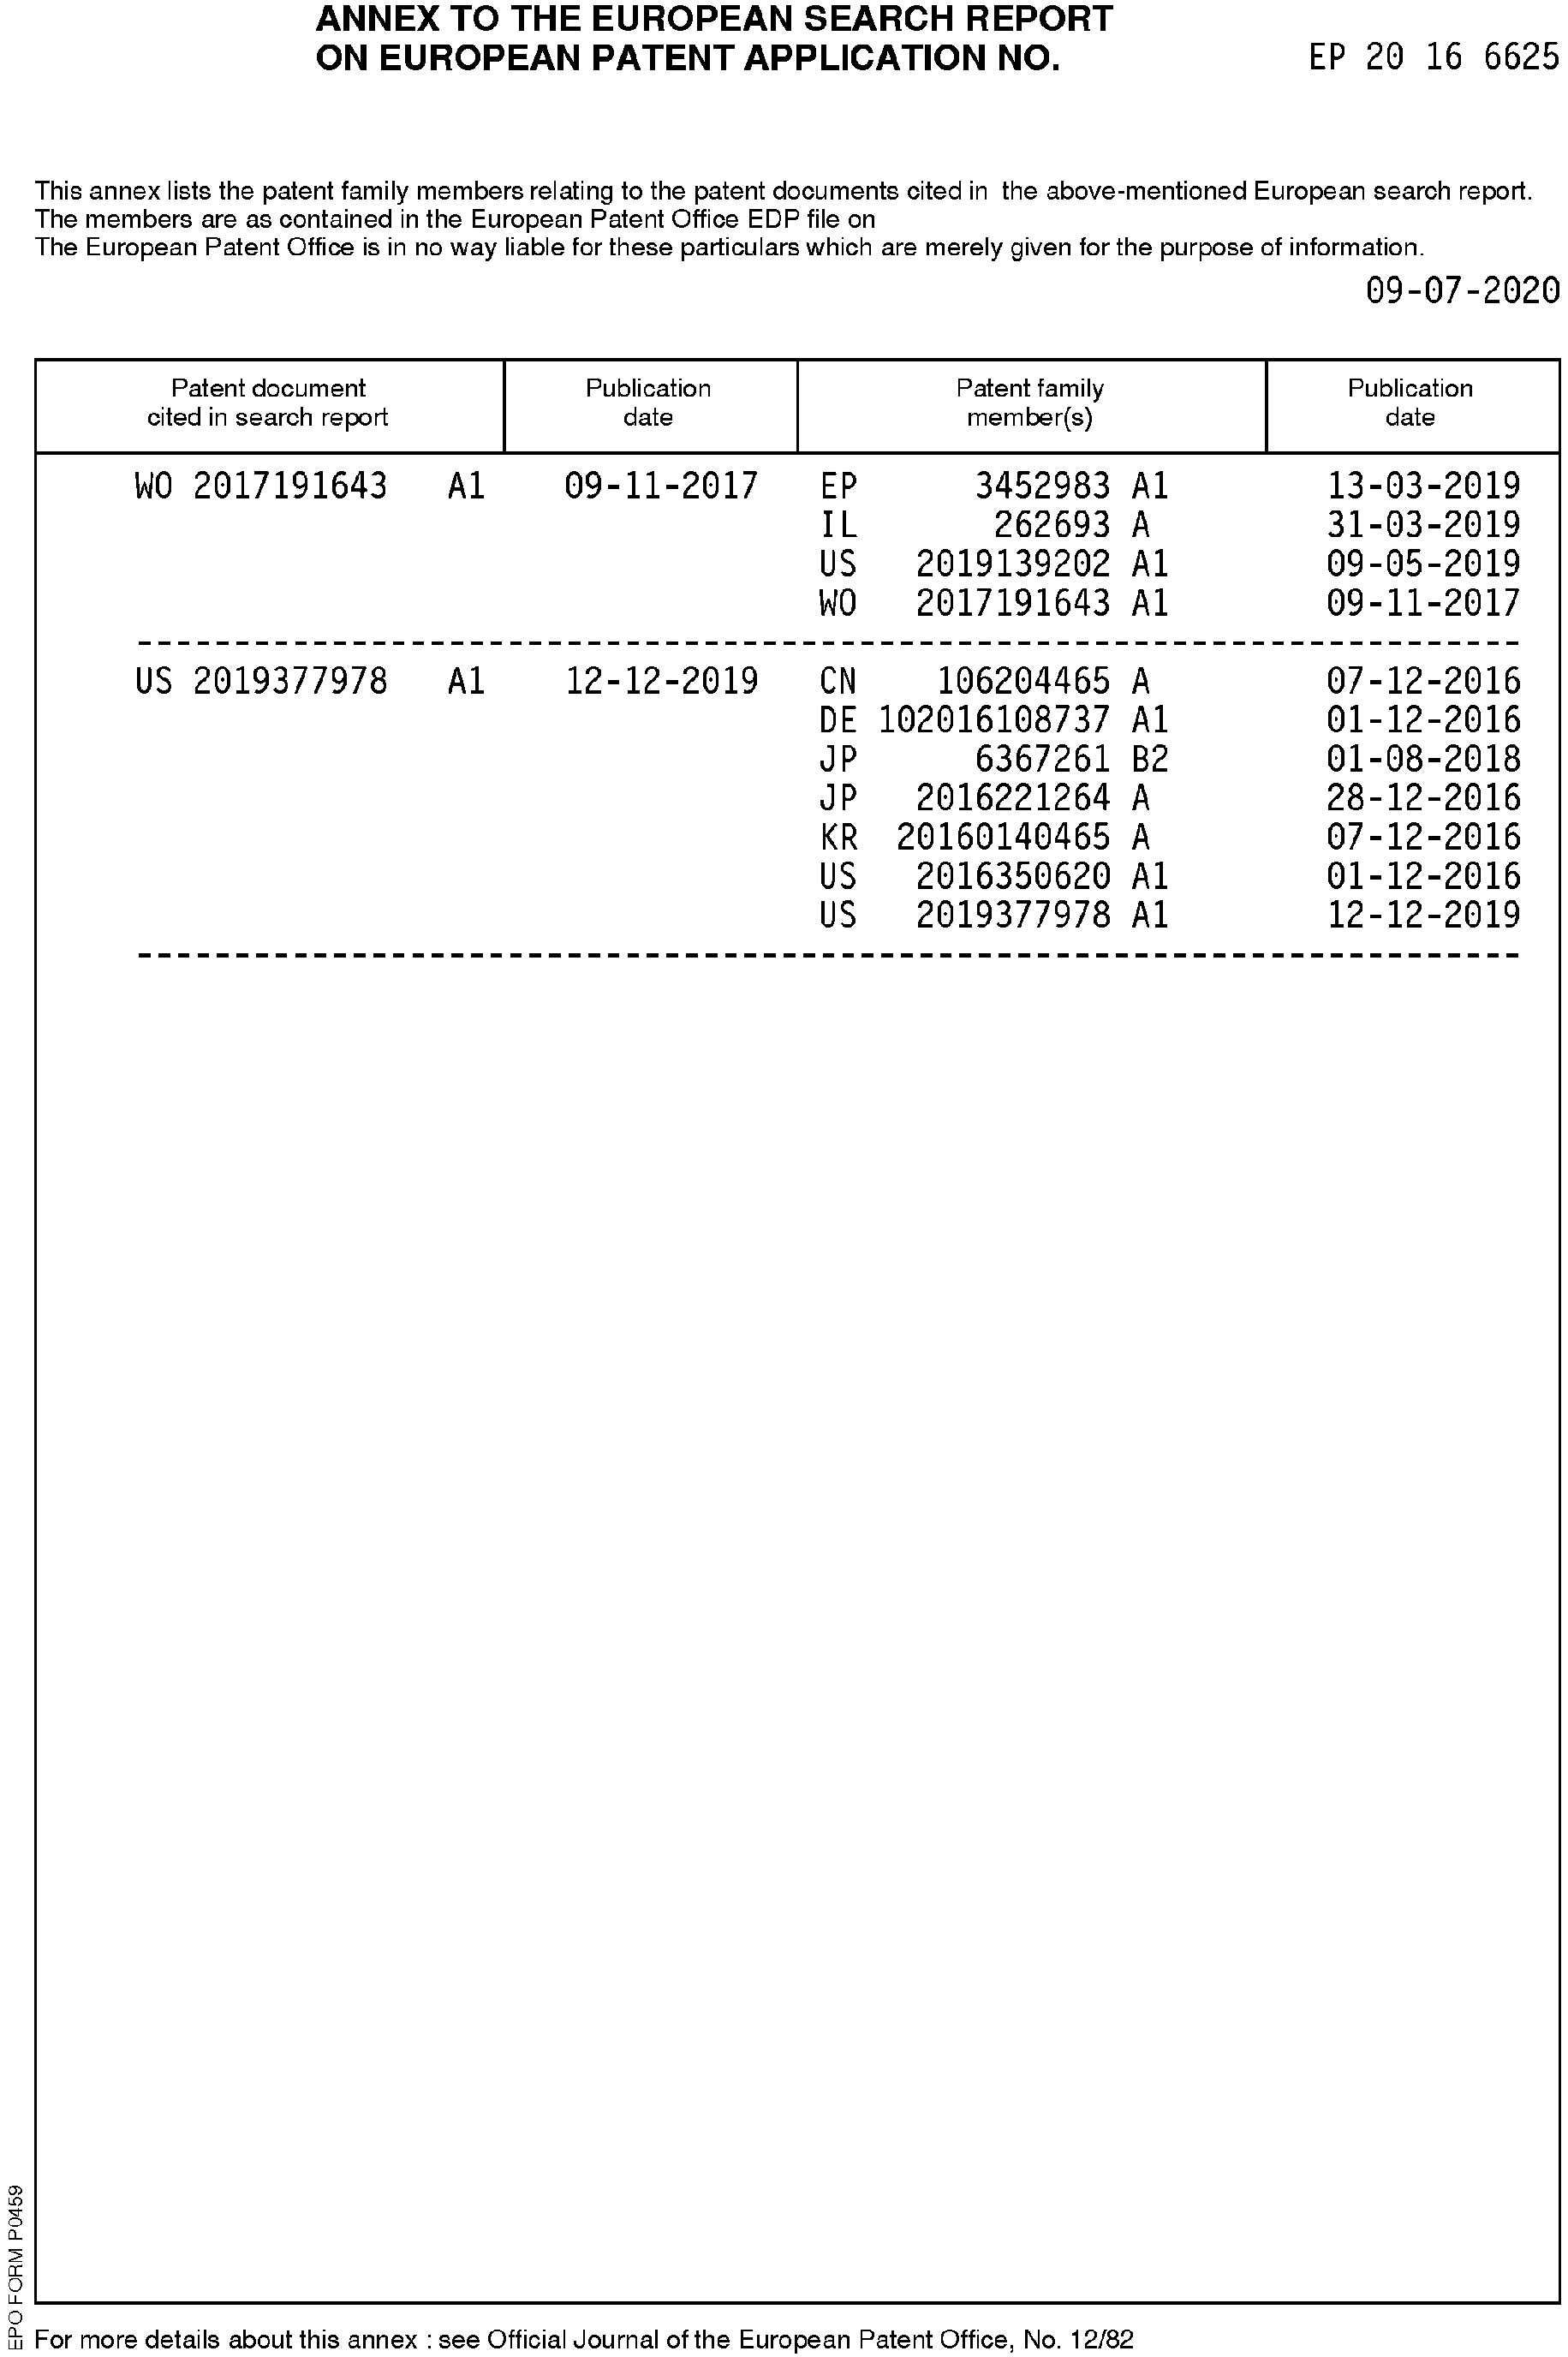 ANNEX TO THE EUROPEAN SEARCH REPORT
ON EUROPEAN PATENT APPLICATION NO. EP 20 16 6625
This annex lists the patent family members relating to the patent documents cited in the above-mentioned European search report.
The members are as contained in the European Patent Office EDP file on
The European Patent Office is in no way liable for these particulars which are merely given for the purpose of information.
09-07-2020
Patent document Publication Patent family Publication
cited in search report date member(s) date
WO 2017191643 A1 09-11-2017 EP 3452983 A1 13-03-2019
IL 262693 A 31-03-2019
US 2019139202 A1 09-05-2019
WO 2017191643 A1 09-11-2017
US 2019377978 A1 12-12-2019 CN 106204465 A 07-12-2016
DE 102016108737 A1 01-12-2016
JP 6367261 B2 01-08-2018
JP 2016221264 A 28-12-2016
KR 20160140465 A 07-12-2016
US 2016350620 A1 01-12-2016
US 2019377978 A1 12-12-2019
EPO FORM P0459
For more details about this annex : see Official Journal of the European Patent Office, No. 12/82